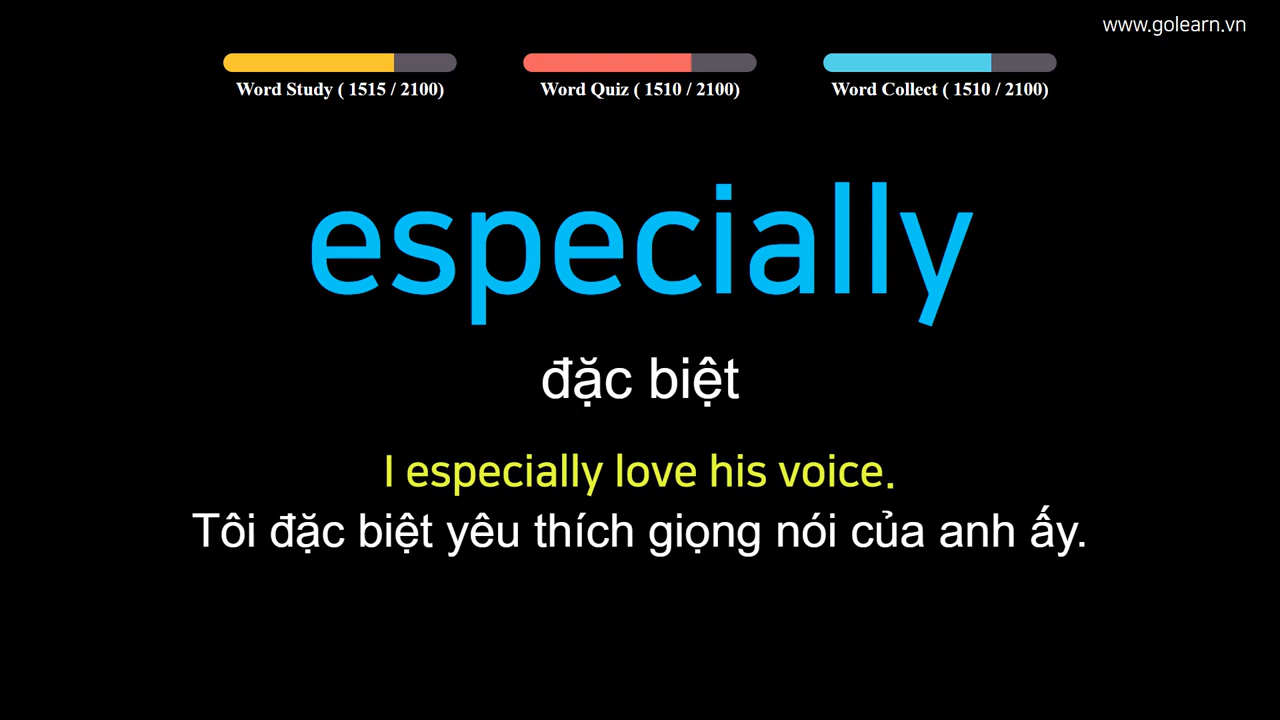 www.golearn.vn
Word Study ( 1515 / 2100)
Word Quiz ( 1510 / 2100)
Word Collect ( 1510 / 2100)
especially
đặc biệt
I especially love his voice.
Tôi đặc biệt yêu thích giọng nói của anh ấy.